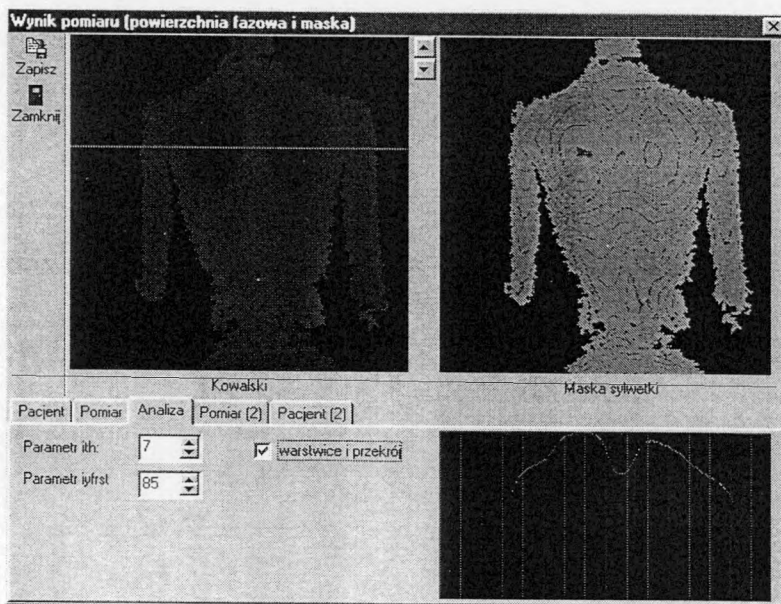 Wynik pomiaru (powierzchnia fazowa i maska)
Zapisz
Zamknij
Kowalski
Maska sylwetki
Pacjent Pomiar Analiza Pomiar (2) Pacjent (2)
Parametr ith: 7 warstwice i przekrój
Parametr iyfrst 85